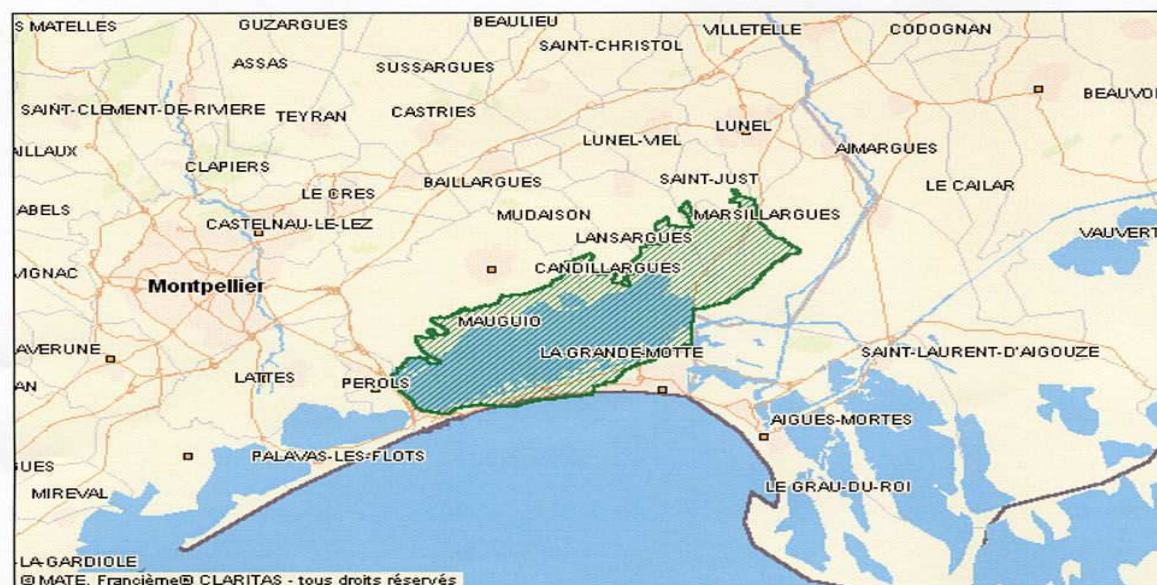 S MATELLES
GUZARGUES
BEAULIEU
VILLETELLE
CODOGNAN
SAINT-CHRISTOL
ASSAS
SUSSARGUES
BEAUVOI
SAINT-CLEMENT-DE-RIVIERE
TEYRAN
CASTRIES
LUNEL
LUNEL-VIEL
AIMARGUES
AILLAUX
CLAPIERS
SAINT-JUST
LE CRES
BAILLARGUES
LE CAILAR
ABELS
CASTELNAU-LE-LEZ
MUDAISON
MARSILLARGUES
VAUVERT
LANSARGUES
VIGNAC
CANDILLARGUES
Montpellier
MAUGUIO
AVERUNE
LA GRANDE-MOTTE
SAINT-LAURENT-D'AIGOUZE
AN
LATTES
PEROLS
AIGUES-MORTES
GUES
PALAVAS-LES-FLOTS
MIREVAL
LE GRAU-DU-ROI
-LA-GARDIOLE
© MATE, Francième® CLARITAS - tous droits réservés